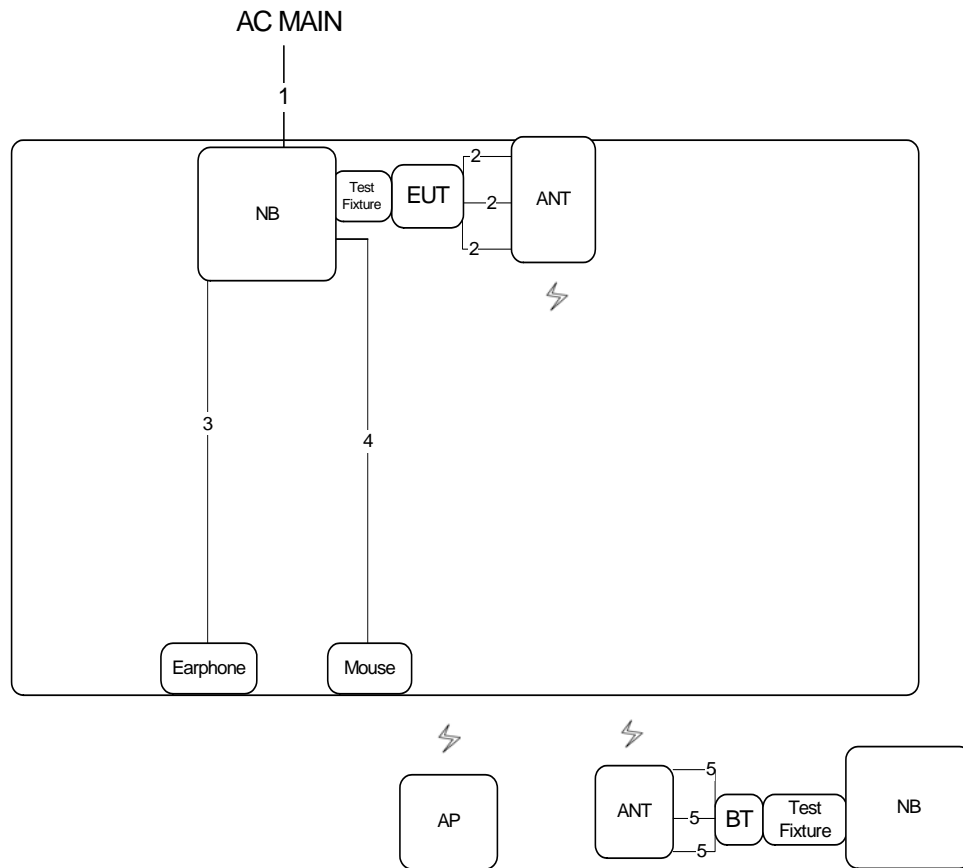 AC MAIN
1
NB
Test
Fixture
EUT
2
2
2
ANT
3
4
Earphone
Mouse
AP
ANT
5
5
5
BT
Test
Fixture
NB